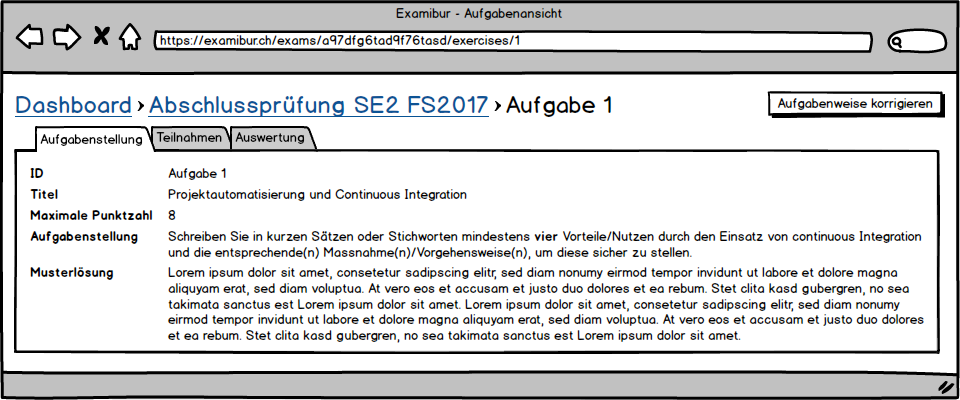 Examibur - Aufgabenansicht
https://examibur.ch/exams/a97dfg6tad9f76tasd/exercises/1
Dashboard › Abschlussprüfung SE2 FS2017 › Aufgabe 1
Aufgabenweise korrigieren
Aufgabenstellung Teilnahmen Auswertung
ID Aufgabe 1
Titel Projektautomatisierung und Continuous Integration
Maximale Punktzahl 8
Aufgabenstellung Schreiben Sie in kurzen Sätzen oder Stichworten mindestens vier Vorteile/Nutzen durch den Einsatz von continuous Integration
und die entsprechende(n) Massnahme(n)/Vorgehensweise(n), um diese sicher zu stellen.
Musterlösung Lorem ipsum dolor sit amet, consetetur sadipscing elitr, sed diam nonumy eirmod tempor invidunt ut labore et dolore magna
aliquyam erat, sed diam voluptua. At vero eos et accusam et justo duo dolores et ea rebum. Stet clita kasd gubergren, no sea
takimata sanctus est Lorem ipsum dolor sit amet. Lorem ipsum dolor sit amet, consetetur sadipscing elitr, sed diam nonumy
eirmod tempor invidunt ut labore et dolore magna aliquyam erat, sed diam voluptua. At vero eos et accusam et justo duo dolores
et ea rebum. Stet clita kasd gubergren, no sea takimata sanctus est Lorem ipsum dolor sit amet.